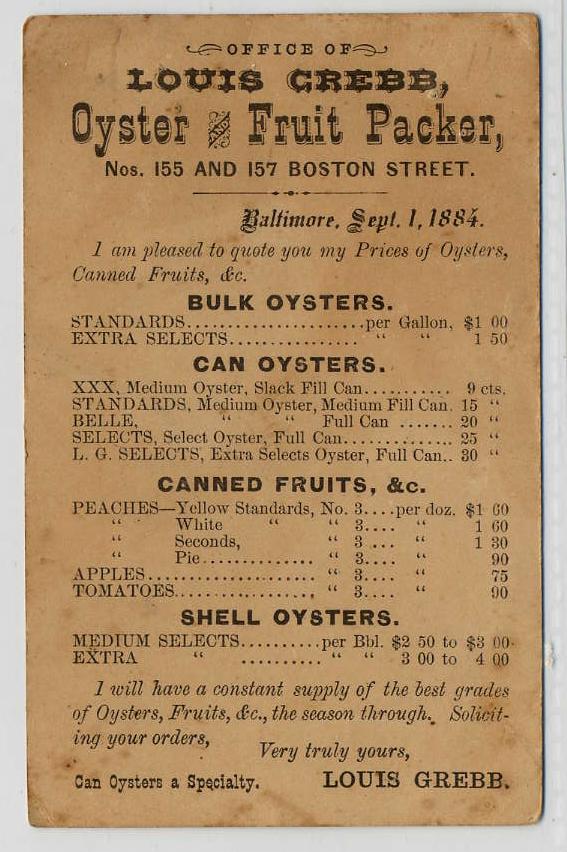 OFFICE OF
LOUIS GREBB,
Oyster AND Fruit Packer,
Nos. 155 AND 157 BOSTON STREET.
Baltimore, Sept. 1, 1884.
I am pleased to quote you my Prices of Oysters,
Canned Fruits, &c.
BULK OYSTERS.
STANDARDS......................per Gallon, $1 00
EXTRA SELECTS................ “ “ 1 50
CAN OYSTERS.
XXX, Medium Oyster, Slack Fill Can........... 9 cts.
STANDARDS, Medium Oyster, Medium Fill Can. 15 “
BELLE, “ “ Full Can ....... 20 “
SELECTS, Select Oyster, Full Can.............. 25 “
L. G. SELECTS, Extra Selects Oyster, Full Can.. 30 “
CANNED FRUITS, &c.
PEACHES—Yellow Standards, No. 3....per doz. $1 60
“ White “ “ 3.... “ 1 60
“ Seconds, “ 3 ... “ 1 30
“ Pie............. “ 3.... “ 90
APPLES..................... “ 3.... “ 75
TOMATOES................. “ 3.... “ 90
SHELL OYSTERS.
MEDIUM SELECTS..........per Bbl. $2 50 to $3 00
EXTRA “ .......... “ “ 3 00 to 4 00
I will have a constant supply of the best grades
of Oysters, Fruits, &c., the season through. Solicit-
ing your orders,
Very truly yours,
Can Oysters a Specialty. LOUIS GREBB.